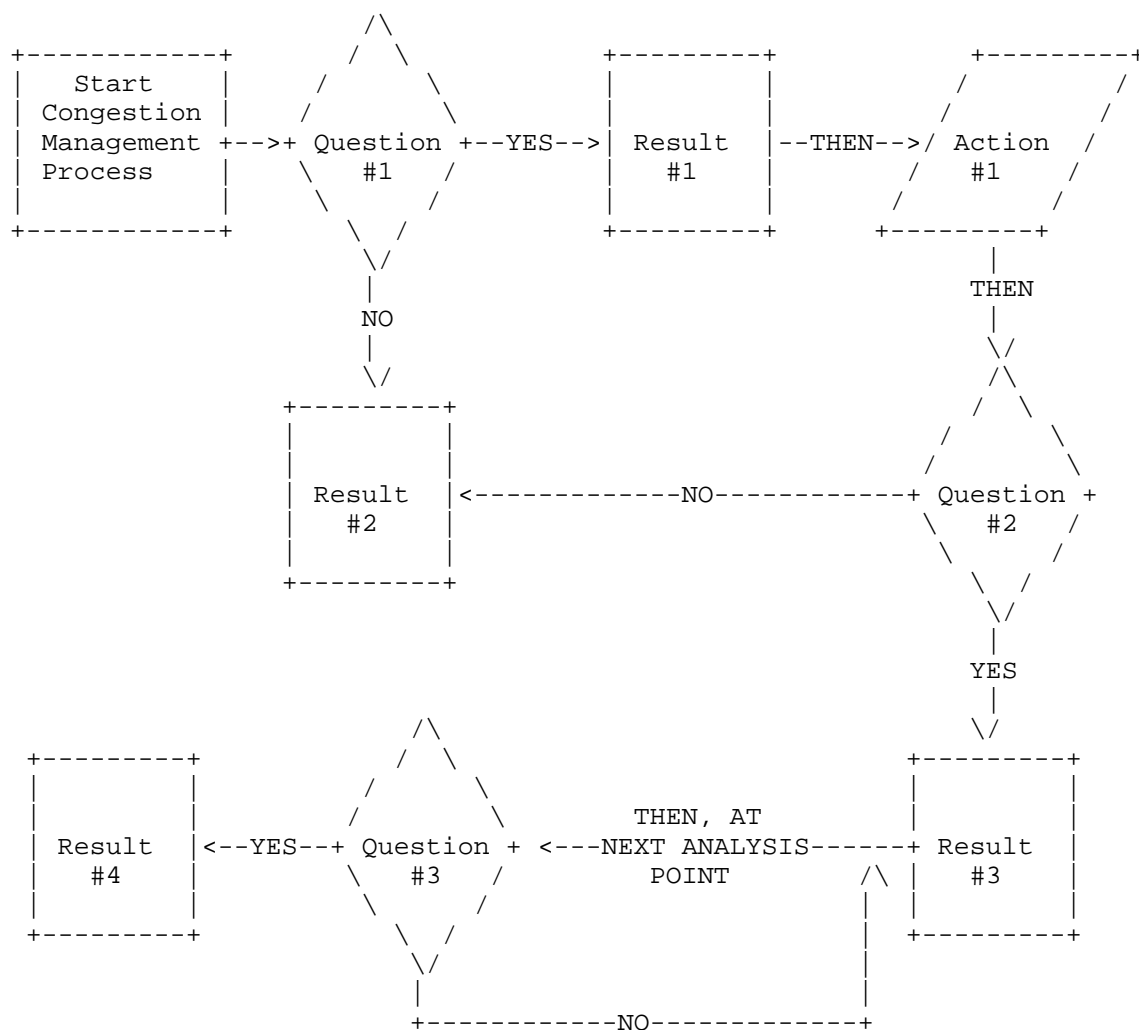 Start
Congestion
Management
Process
Question
#1
YES
Result
#1
THEN
Action
#1
NO
THEN
Result
#2
NO
Question
#2
YES
Result
#4
YES
Question
#3
THEN, AT
NEXT ANALYSIS
POINT
Result
#3
NO